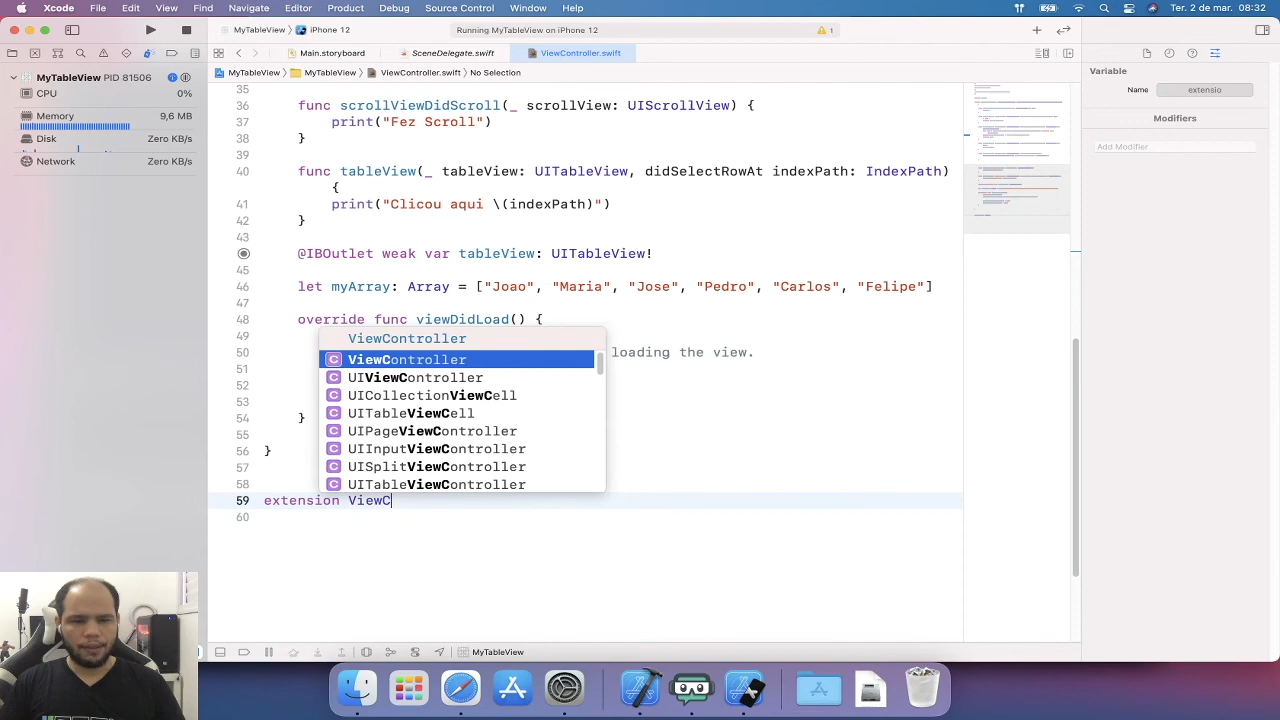 Xcode File Edit View Find Navigate Editor Product Debug Source Control Window Help Ter. 2 de mar. 08:32
MyTableView iPhone 12 Running MyTableView on iPhone 12 1
Main.storyboard SceneDelegate.swift ViewController.swift
MyTableView MyTableView ViewController.swift No Selection
MyTableView PID 81506
CPU 0%
Memory 3,6 MB
Disk Zero KB/s
Network Zero KB/s
35
36 func scrollViewDidScroll(_ scrollView: UIScrollView) {
37 print("Fez Scroll")
38 }
39
40 func tableView(_ tableView: UITableView, didSelectRowAt indexPath: IndexPath)
{
41 print("Clicou em: \(indexPath)")
42 }
43
@IBOutlet weak var tableView: UITableView!
45
46 let myArray: Array = ["Joao", "Maria", "Jose", "Pedro", "Carlos", "Felipe"]
47
48 override func viewDidLoad() {
49 ViewController
50 ViewController loading the view.
51 UIViewController
52 UICollectionViewCell
53 UITableViewCell
54 } UIPageViewController
55 UIInputViewController
56 }
57 UISplitViewController
58 UITableViewController
59 extension ViewC
60
Variable
Name extensio
Modifiers
Add Modifier
MyTableView